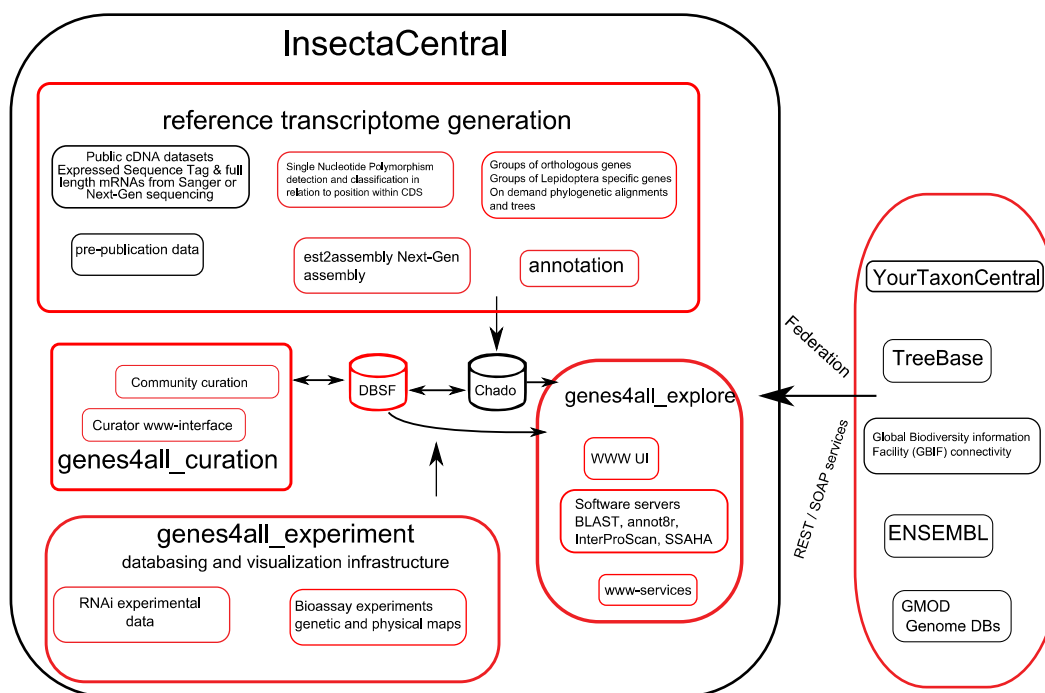 InsectaCentral
reference transcriptome generation
Public cDNA datasets
Expressed Sequence Tag & full
length mRNAs from Sanger or
Next-Gen sequencing
Single Nucleotide Polymorphism
detection and classification in
relation to position within CDS
Groups of orthologous genes
Groups of Lepidoptera specific genes
On demand phylogenetic alignments
and trees
pre-publication data
est2assembly Next-Gen
assembly
annotation
Community curation
Curator www-interface
genes4all_curation
DBSF
Chado
genes4all_explore
WWW UI
Software servers
BLAST, annot8r,
InterProScan, SSAHA
www-services
genes4all_experiment
databasing and visualization infrastructure
RNAi experimental
data
Bioassay experiments
genetic and physical maps
Federation
REST / SOAP services
YourTaxonCentral
TreeBase
Global Biodiversity information
Facility (GBIF) connectivity
ENSEMBL
GMOD
Genome DBs